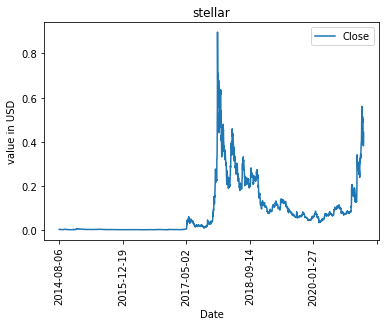 stellar
Close
value in USD
0.8
0.6
0.4
0.2
0.0
2014-08-06
2015-12-19
2017-05-02
2018-09-14
2020-01-27
Date